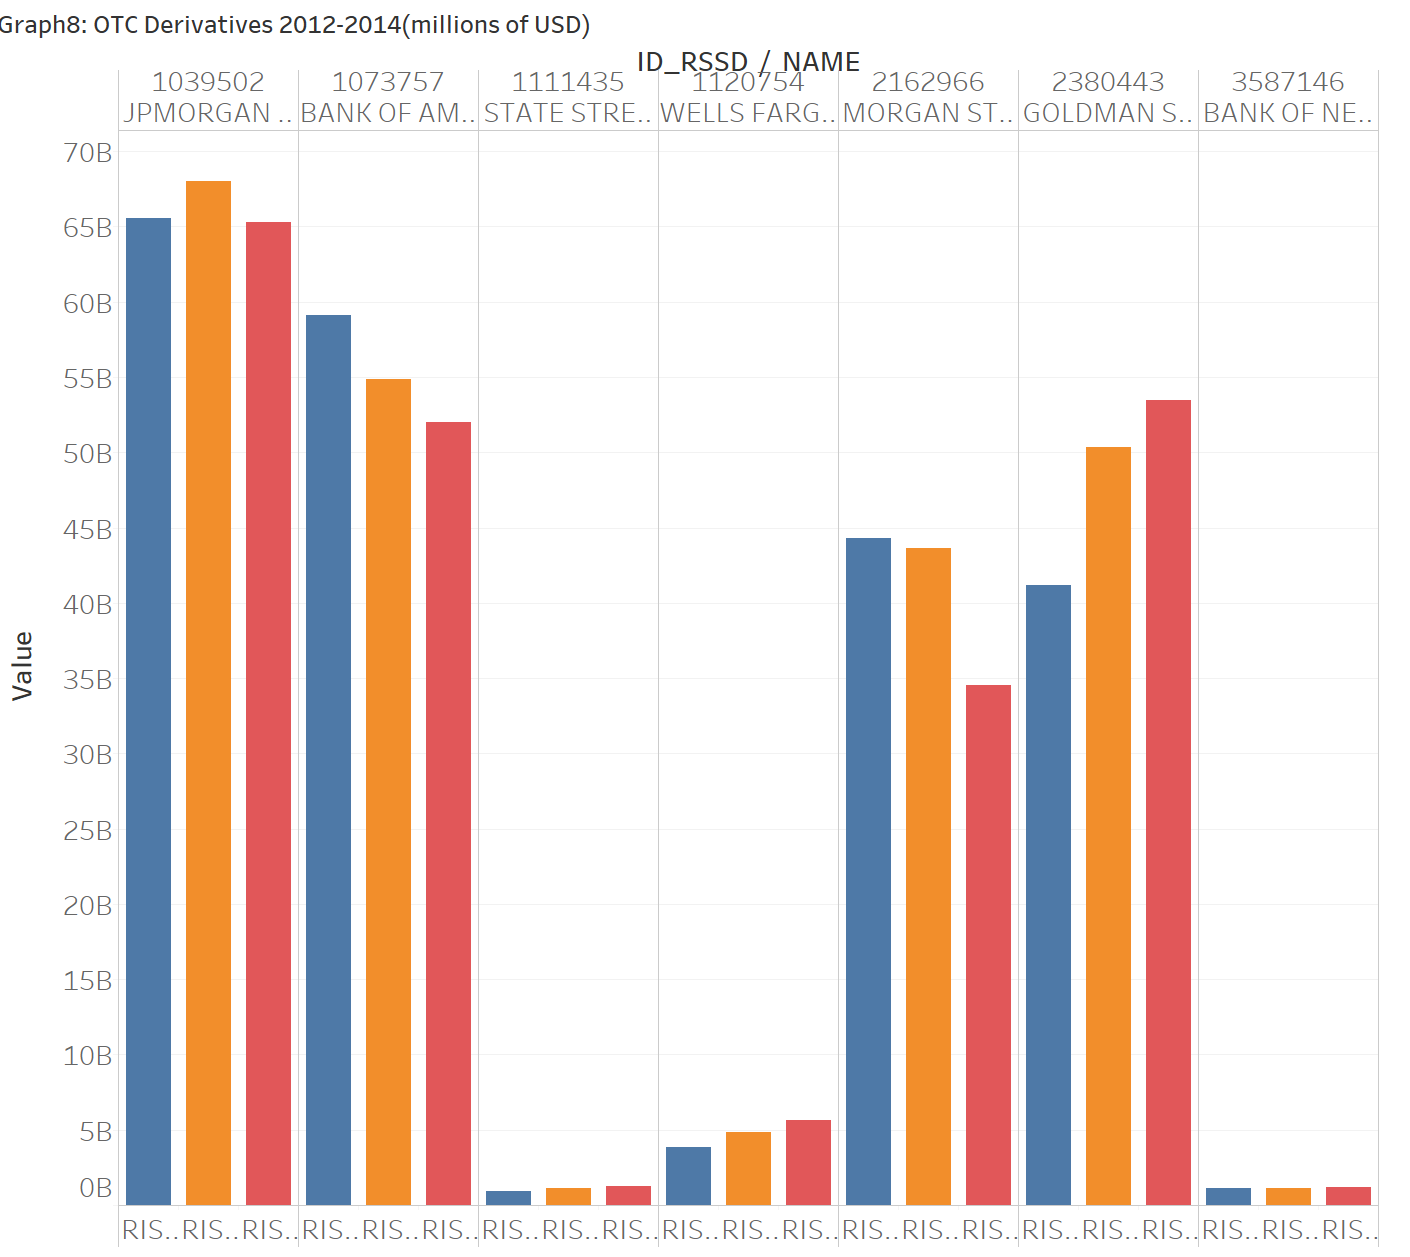 Graph8: OTC Derivatives 2012-2014(millions of USD)
ID_RSSD / NAME
1039502 1073757 1111435 1120754 2162966 2380443 3587146
JPMORGAN .. BANK OF AM.. STATE STRE.. WELLS FARG.. MORGAN ST.. GOLDMAN S.. BANK OF NE..
70B
65B
60B
55B
50B
45B
40B
35B
30B
25B
20B
15B
10B
5B
0B
Value
RIS.. RIS.. RIS.. RIS.. RIS.. RIS.. RIS.. RIS.. RIS.. RIS.. RIS.. RIS.. RIS.. RIS.. RIS.. RIS.. RIS.. RIS.. RIS.. RIS.. RIS..